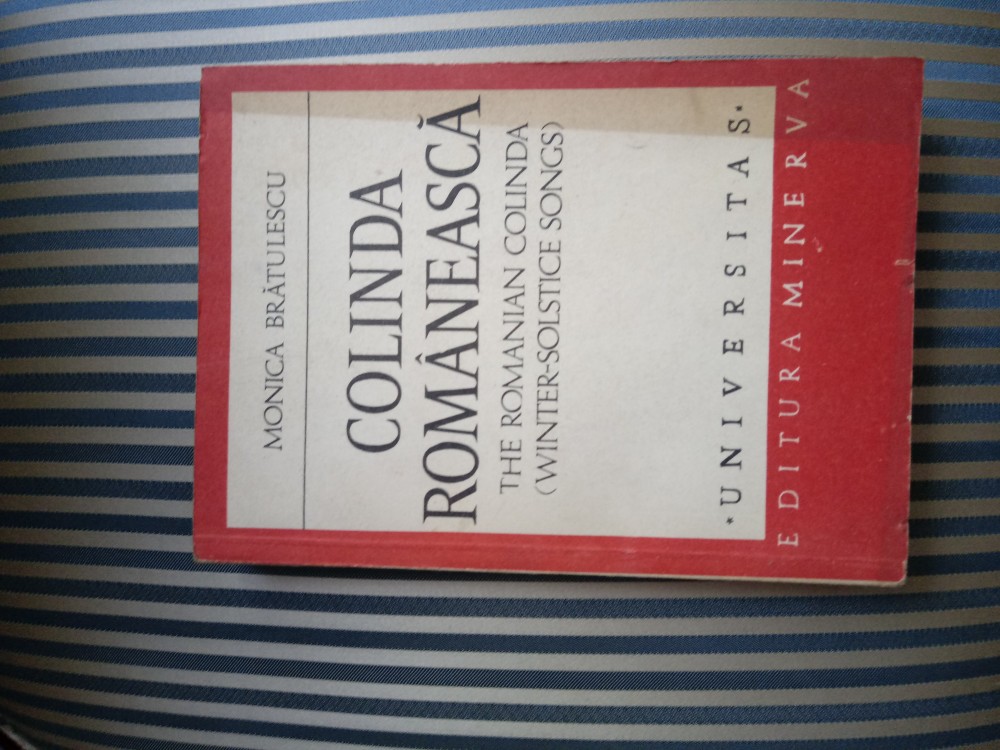 MONICA BRĂTULESCU
COLINDA
ROMÂNEASCĂ
THE ROMANIAN COLINDA
(WINTER-SOLSTICE SONGS)
*UNIVERSITAS*
EDITURA MINERVA